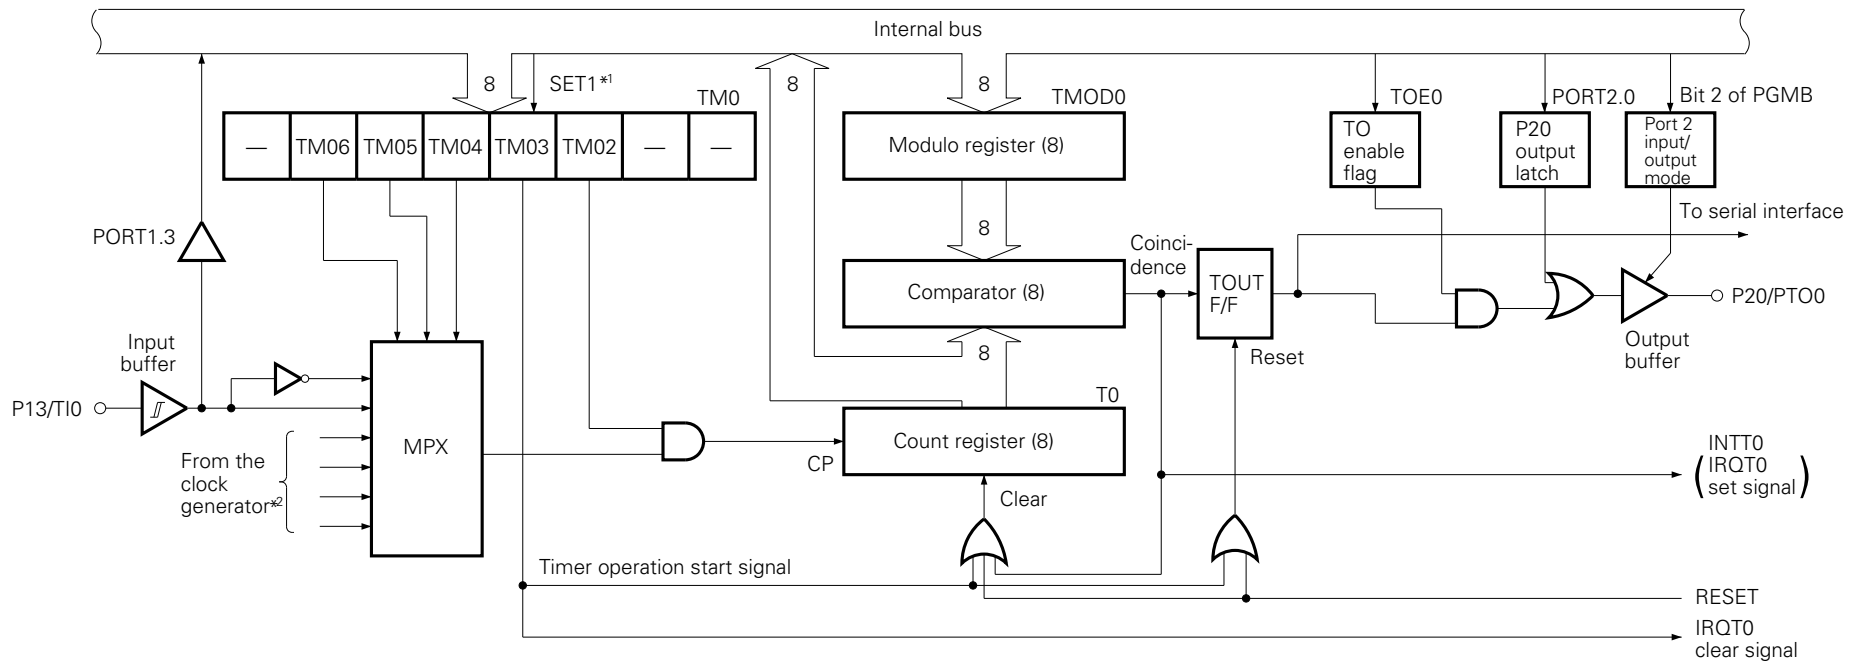 Internal bus
8
SET1*1
TM0
8
8
TMOD0
TOE0
PORT2.0
Bit 2 of PGMB
—
TM06
TM05
TM04
TM03
TM02
—
—
Modulo register (8)
TO
enable
flag
P20
output
latch
Port 2
input/
output
mode
PORT1.3
8
To serial interface
Coinci-
dence
Comparator (8)
TOUT
F/F
P20/PTO0
Input
buffer
8
Reset
Output
buffer
P13/TI0
T0
MPX
Count register (8)
CP
From the
clock
generator*2
Clear
INTT0
(IRQT0
set signal)
Timer operation start signal
RESET
IRQT0
clear signal